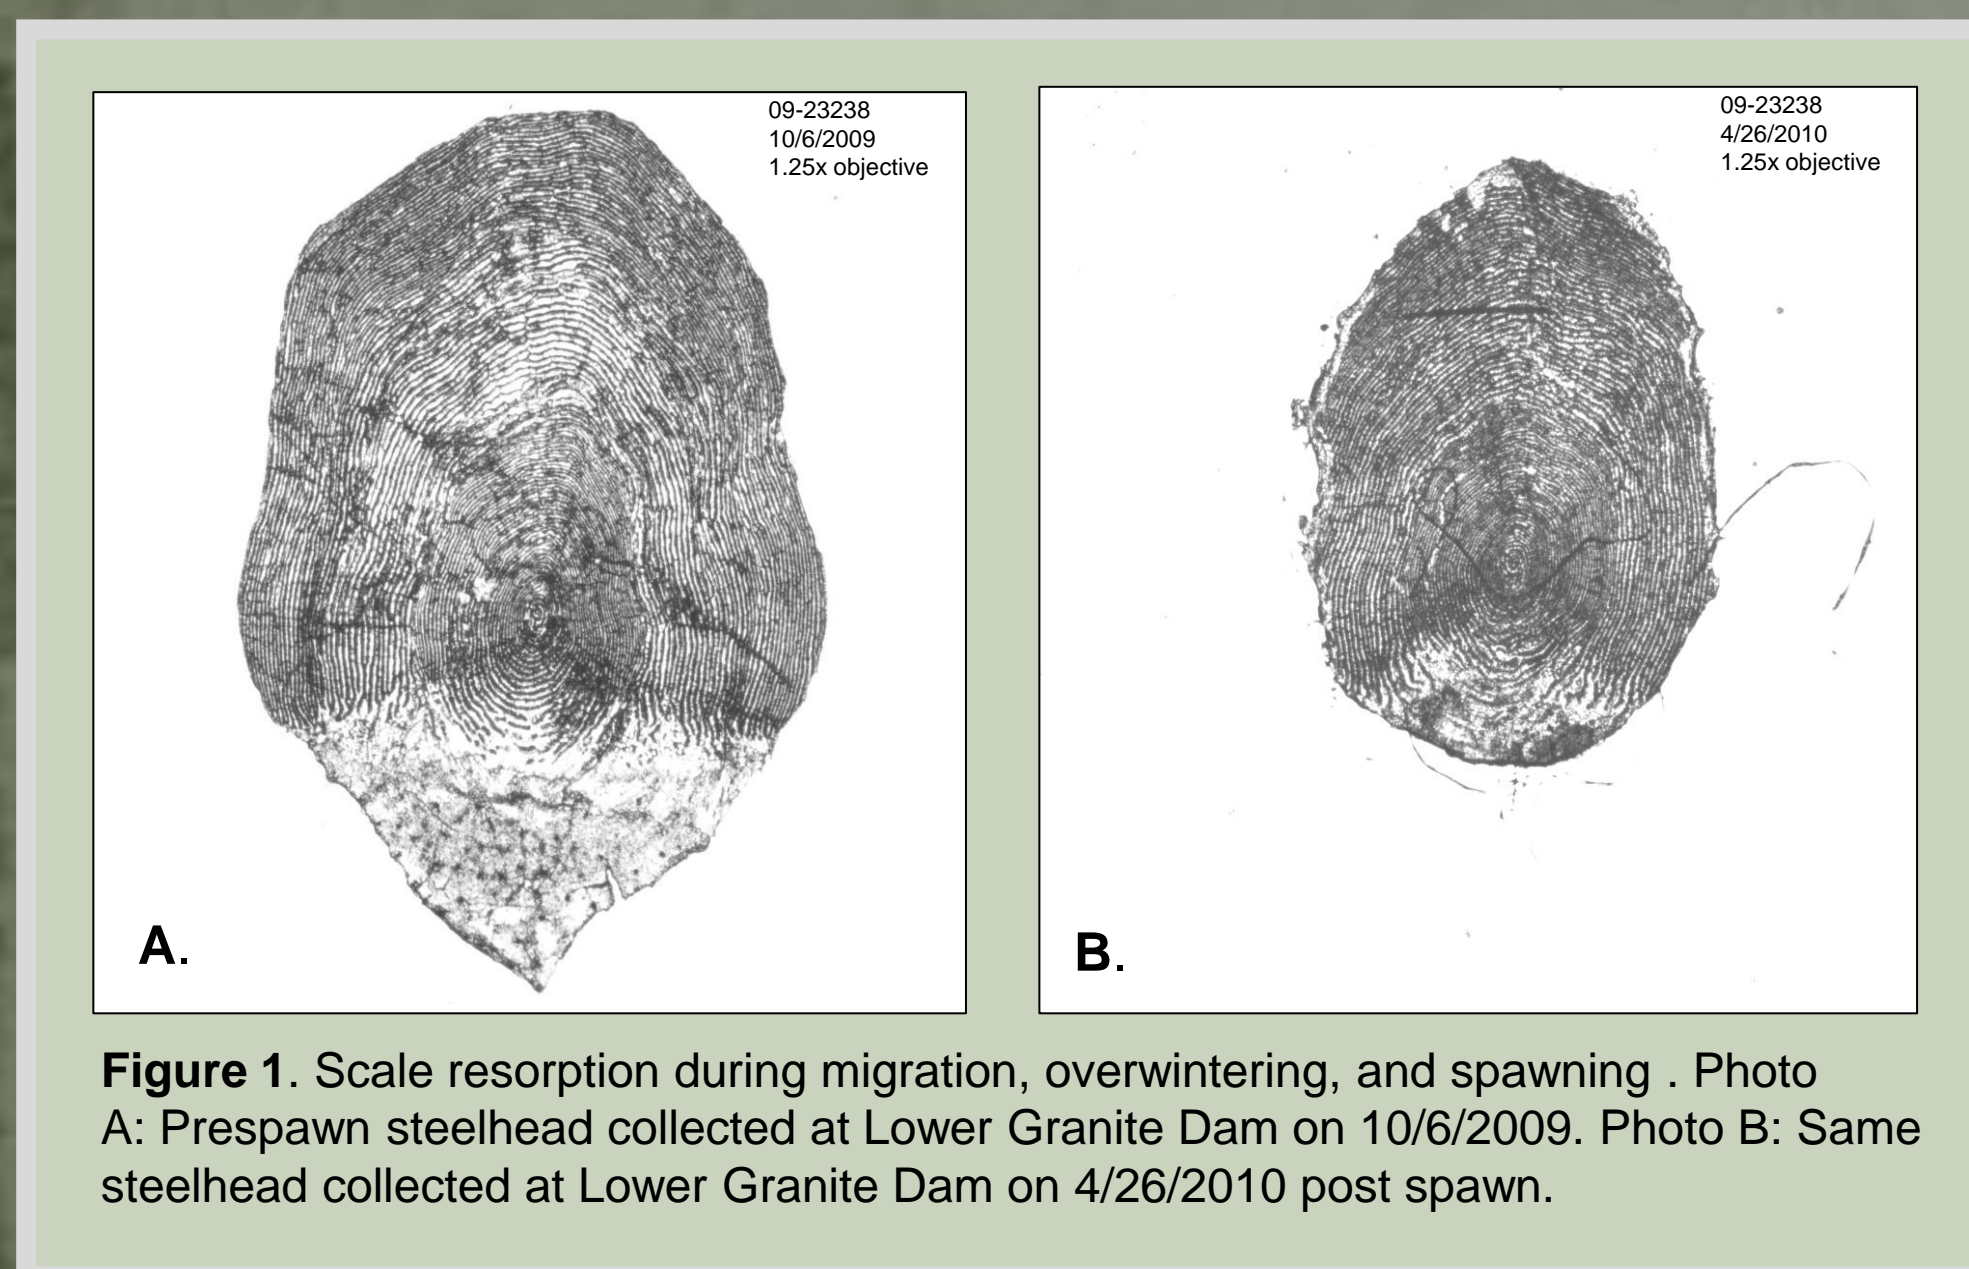 09-23238
10/6/2009
1.25x objective
A.
09-23238
4/26/2010
1.25x objective
B.
Figure 1. Scale resorption during migration, overwintering, and spawning . Photo
A: Prespawn steelhead collected at Lower Granite Dam on 10/6/2009. Photo B: Same
steelhead collected at Lower Granite Dam on 4/26/2010 post spawn.